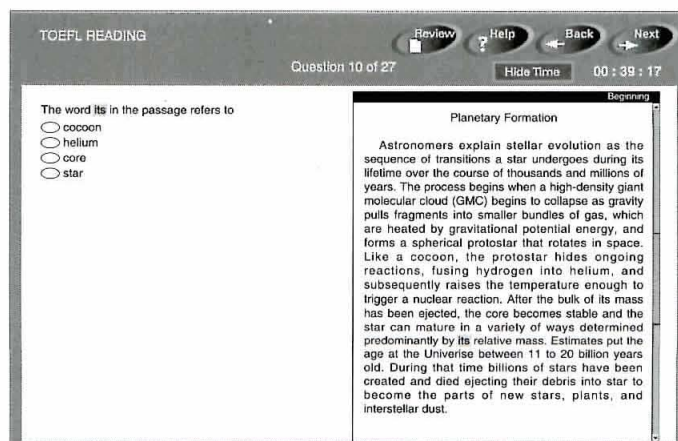 TOEFL READING
Review
Help
Back
Next
Question 10 of 27
Hide Time
00 : 39 : 17
The word its in the passage refers to
cocoon
helium
core
star
Beginning
Planetary Formation
Astronomers explain stellar evolution as the
sequence of transitions a star undergoes during its
lifetime over the course of thousands and millions of
years. The process begins when a high-density giant
molecular cloud (GMC) begins to collapse as gravity
pulls fragments into smaller bundles of gas, which
are heated by gravitational potential energy, and
forms a spherical protostar that rotates in space.
Like a cocoon, the protostar hides ongoing
reactions, fusing hydrogen into helium, and
subsequently raises the temperature enough to
trigger a nuclear reaction. After the bulk of its mass
has been ejected, the core becomes stable and the
star can mature in a variety of ways determined
predominantly by its relative mass. Estimates put the
age at the Univerise between 11 to 20 billion years
old. During that time billions of stars have been
created and died ejecting their debris into star to
become the parts of new stars, plants, and
interstellar dust.